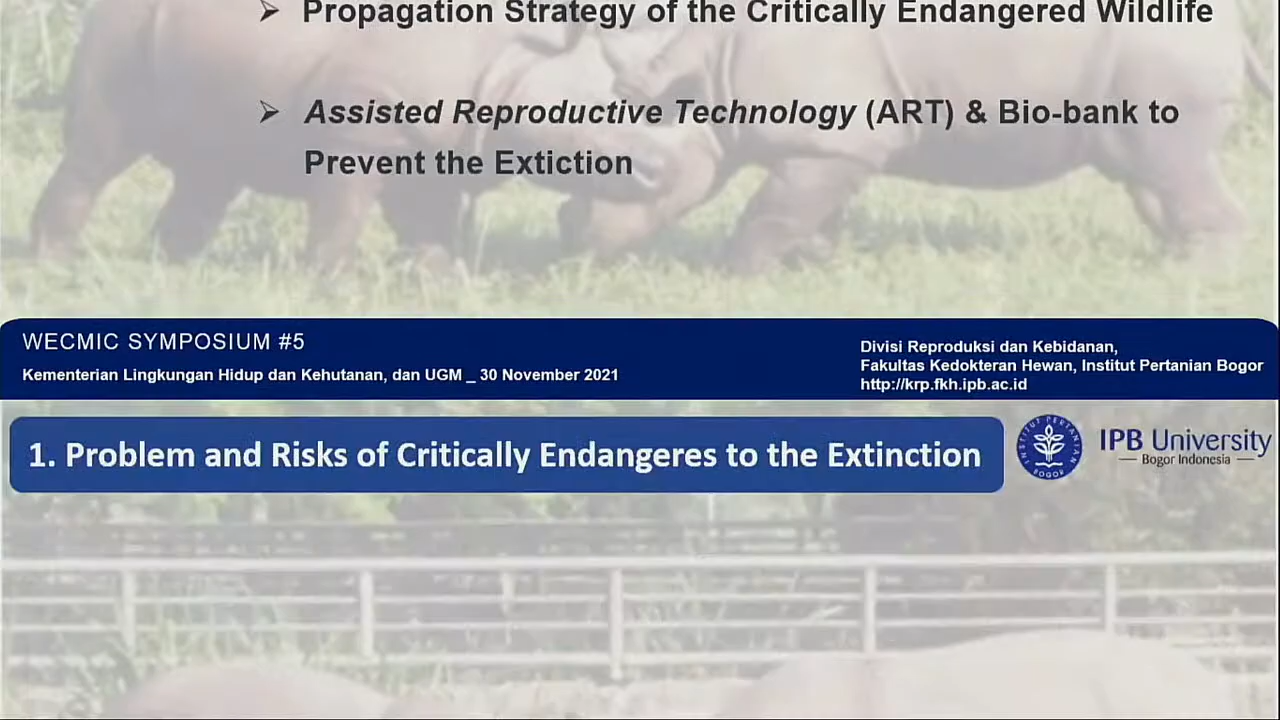 Propagation Strategy of the Critically Endangered Wildlife
Assisted Reproductive Technology (ART) & Bio-bank to
Prevent the Extiction
WECMIC SYMPOSIUM #5
Kementerian Lingkungan Hidup dan Kehutanan, dan UGM _ 30 November 2021
Divisi Reproduksi dan Kebidanan,
Fakultas Kedokteran Hewan, Institut Pertanian Bogor
http://krp.fkh.ipb.ac.id
1. Problem and Risks of Critically Endangeres to the Extinction
INSTITUT PERTANIAN
BOGOR
IPB University
Bogor Indonesia